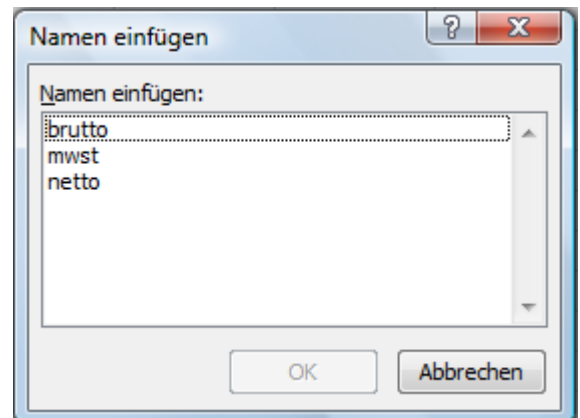 Namen einfügen
Namen einfügen:
brutto
mwst
netto
OK
Abbrechen